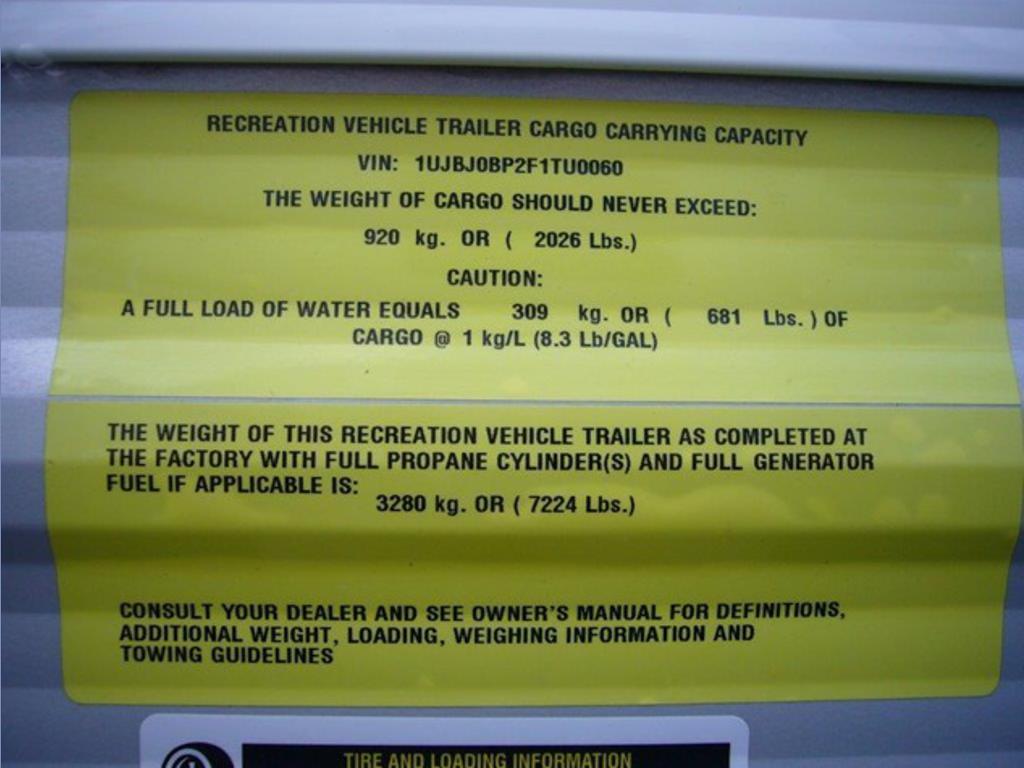 RECREATION VEHICLE TRAILER CARGO CARRYING CAPACITY
VIN: 1UJBJ0BP2F1TU0060
THE WEIGHT OF CARGO SHOULD NEVER EXCEED:
920 kg. OR ( 2026 Lbs.)
CAUTION:
A FULL LOAD OF WATER EQUALS 309 kg. OR ( 681 Lbs. ) OF
CARGO @ 1 kg/L (8.3 Lb/GAL)
THE WEIGHT OF THIS RECREATION VEHICLE TRAILER AS COMPLETED AT
THE FACTORY WITH FULL PROPANE CYLINDER(S) AND FULL GENERATOR
FUEL IF APPLICABLE IS:
3280 kg. OR ( 7224 Lbs.)
CONSULT YOUR DEALER AND SEE OWNER'S MANUAL FOR DEFINITIONS,
ADDITIONAL WEIGHT, LOADING, WEIGHING INFORMATION AND
TOWING GUIDELINES
TIRE AND LOADING INFORMATION